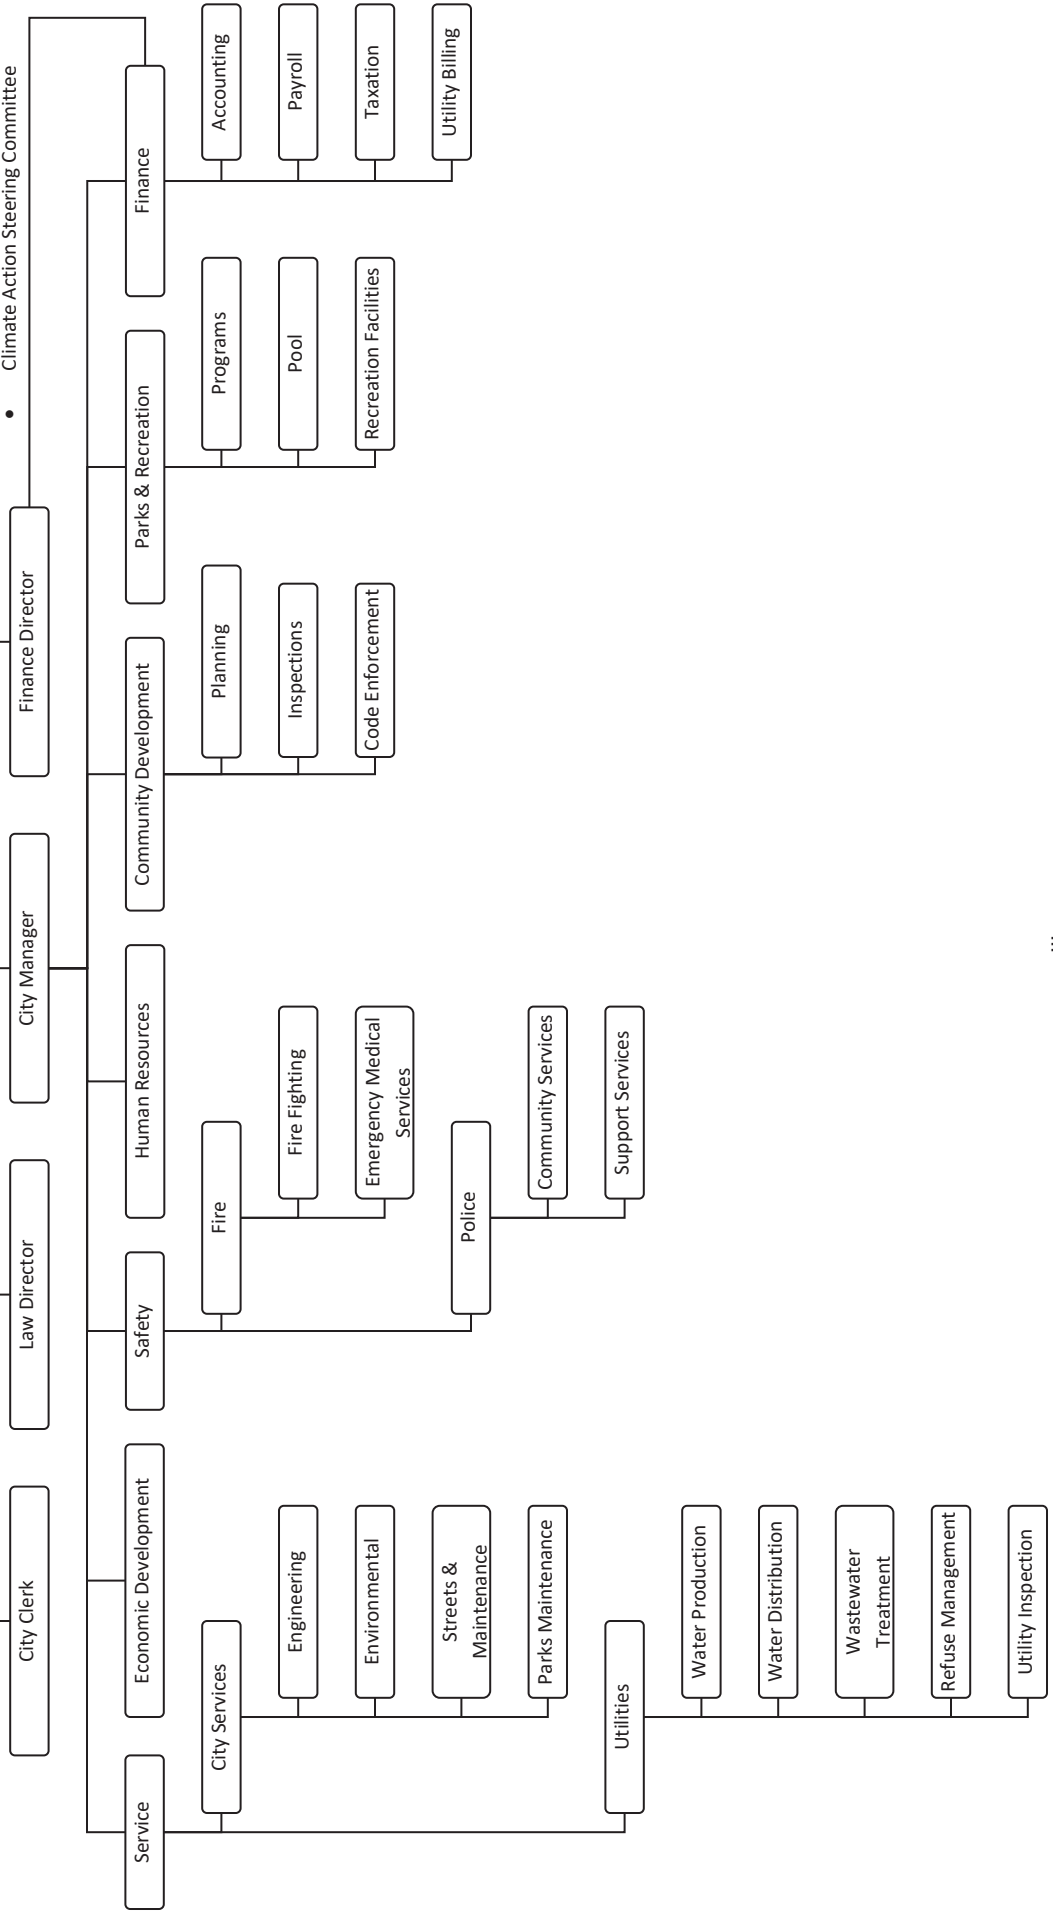 • Climate Action Steering Committee
City Clerk
Law Director
City Manager
Finance Director
Service
Economic Development
Safety
Human Resources
Community Development
Parks & Recreation
Finance
City Services
Engineering
Environmental
Streets &
Maintenance
Parks Maintenance
Utilities
Water Production
Water Distribution
Wastewater
Treatment
Refuse Management
Utility Inspection
Fire
Fire Fighting
Emergency Medical
Services
Police
Community Services
Support Services
Planning
Inspections
Code Enforcement
Programs
Pool
Recreation Facilities
Accounting
Payroll
Taxation
Utility Billing